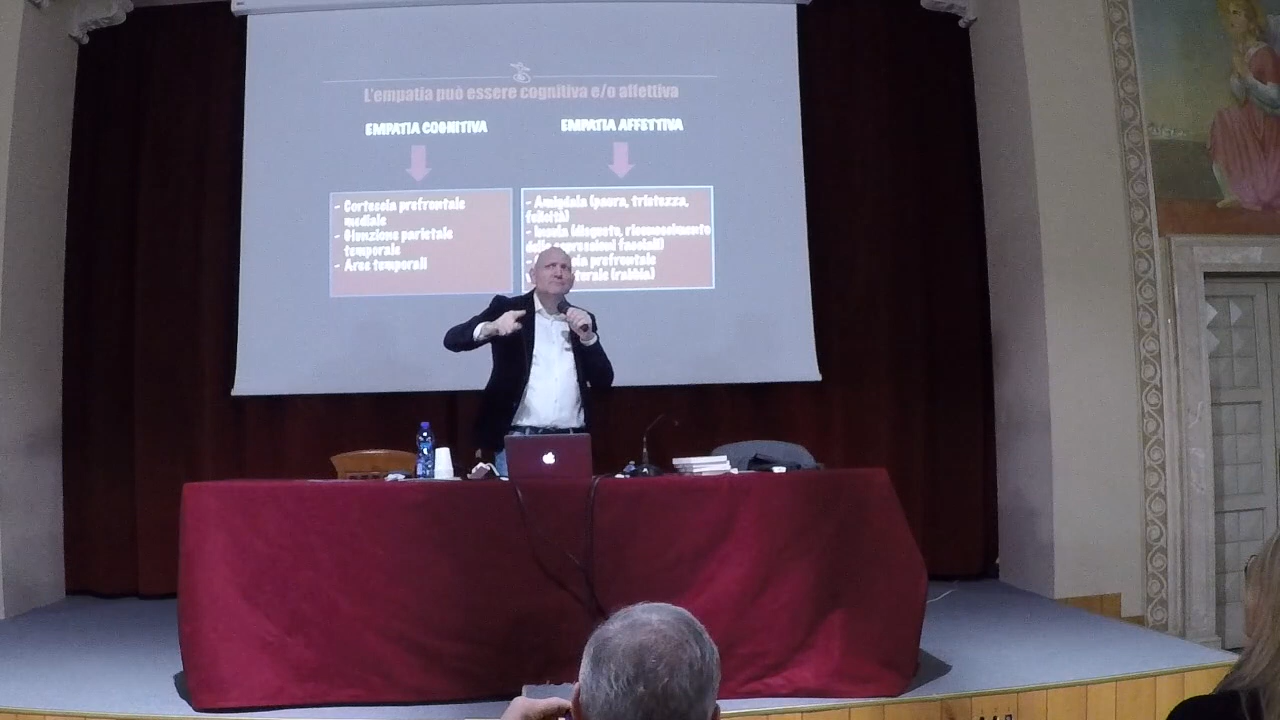 L'empatia può essere cognitiva e/o affettiva
EMPATIA COGNITIVA
EMPATIA AFFETTIVA
- Corteccia prefrontale
mediale
- Giunzione parietale
temporale
- Aree temporali
- Amigdala (paura, tristezza,
felicità)
- Insula (disgusto, riconoscimento
delle espressioni facciali)
prefrontale
(rabbia)